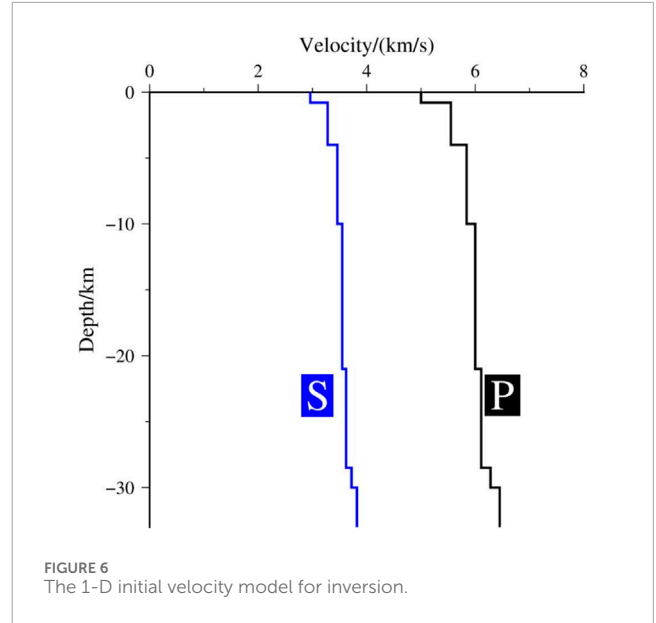 Velocity/(km/s)
0 2 4 6 8
0
−10
−20
−30
Depth/km
S
P
FIGURE 6
The 1-D initial velocity model for inversion.